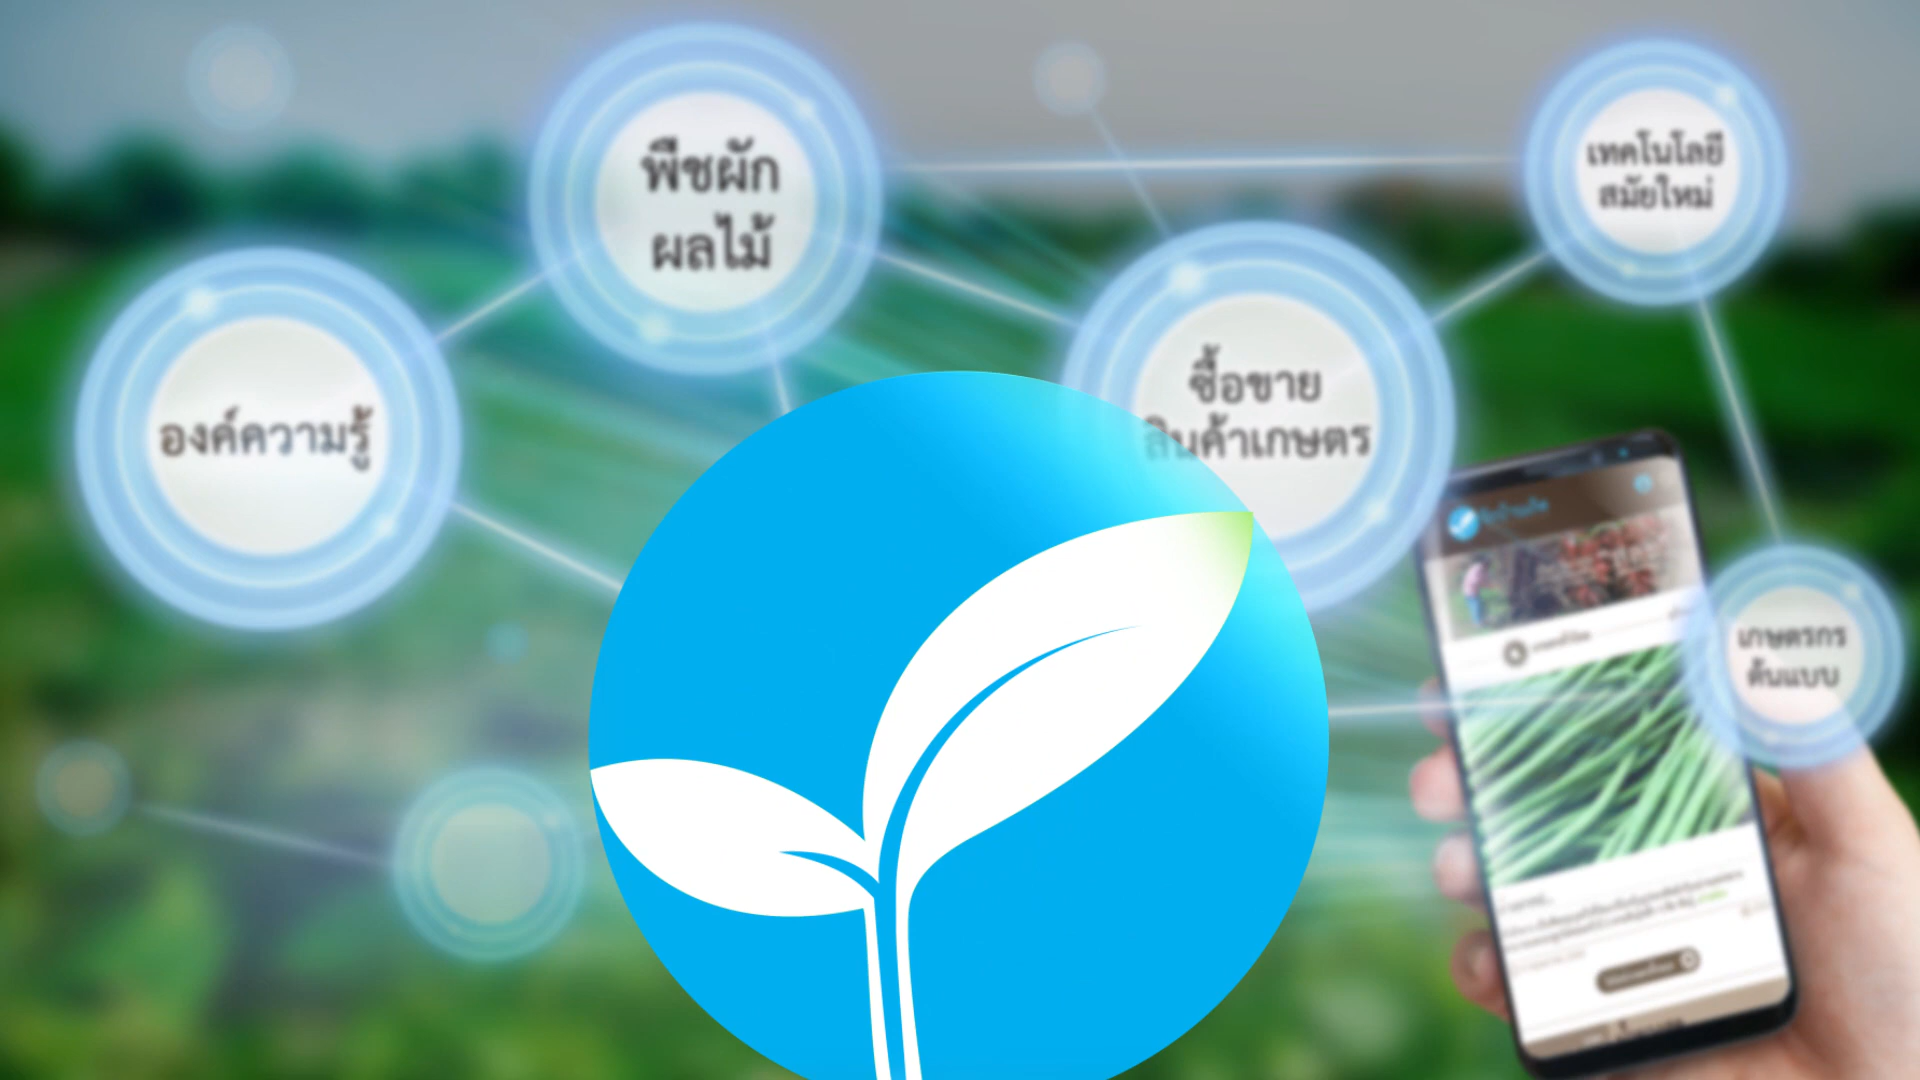 พืชผัก
ผลไม้
เทคโนโลยี
สมัยใหม่
องค์ความรู้
ซื้อขาย
สินค้าเกษตร
เกษตรกร
ต้นแบบ